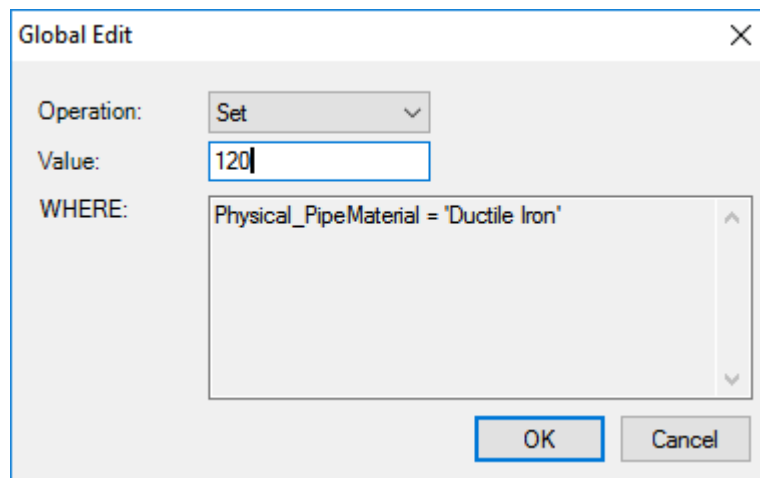 Global Edit
Operation:
Set
Value:
120
WHERE:
Physical_PipeMaterial = 'Ductile Iron'
OK
Cancel